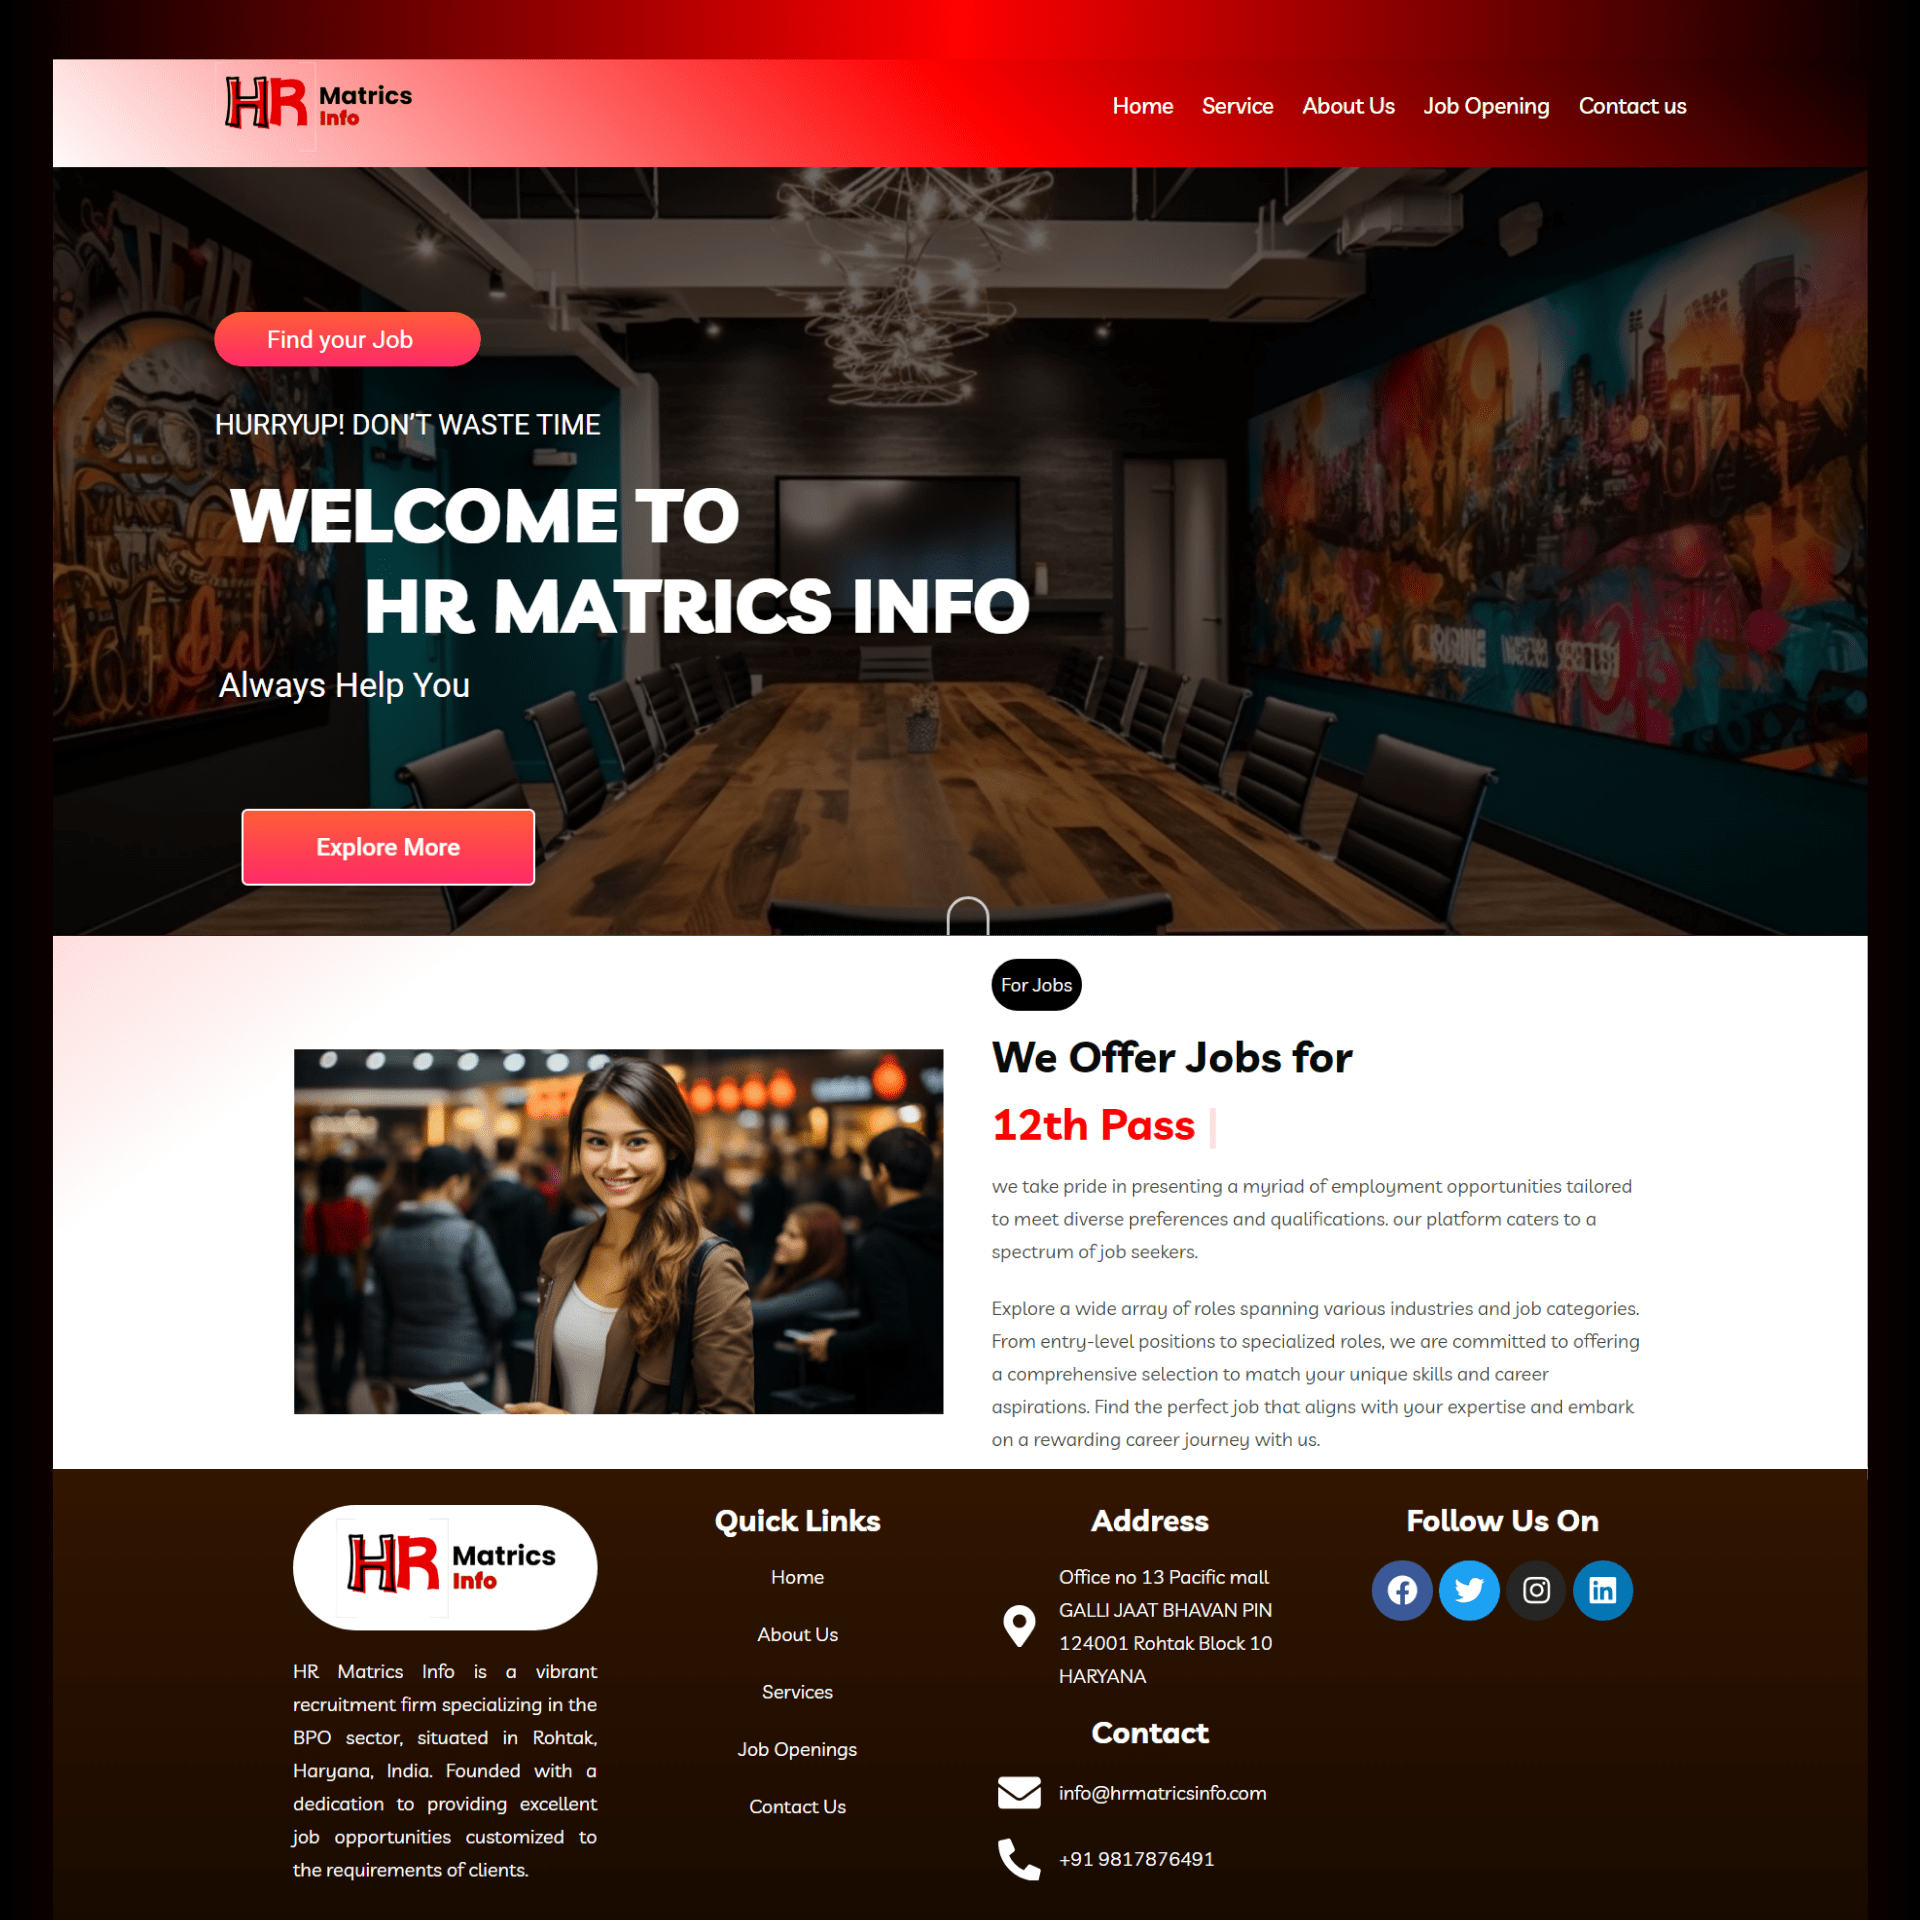 HR Matrics
Info
Home Service About Us Job Opening Contact us
Find your Job
HURRYUP! DON'T WASTE TIME
WELCOME TO
HR MATRICS INFO
Always Help You
Explore More
For Jobs
We Offer Jobs for
12th Pass
we take pride in presenting a myriad of employment opportunities tailored
to meet diverse preferences and qualifications. our platform caters to a
spectrum of job seekers.
Explore a wide array of roles spanning various industries and job categories.
From entry-level positions to specialized roles, we are committed to offering
a comprehensive selection to match your unique skills and career
aspirations. Find the perfect job that aligns with your expertise and embark
on a rewarding career journey with us.
HR Matrics
Info
HR Matrics Info is a vibrant
recruitment firm specializing in the
BPO sector, situated in Rohtak,
Haryana, India. Founded with a
dedication to providing excellent
job opportunities customized to
the requirements of clients.
Quick Links
Home
About Us
Services
Job Openings
Contact Us
Address
Office no 13 Pacific mall
GALLI JAAT BHAVAN PIN
124001 Rohtak Block 10
HARYANA
Contact
info@hrmatricsinfo.com
+91 9817876491
Follow Us On